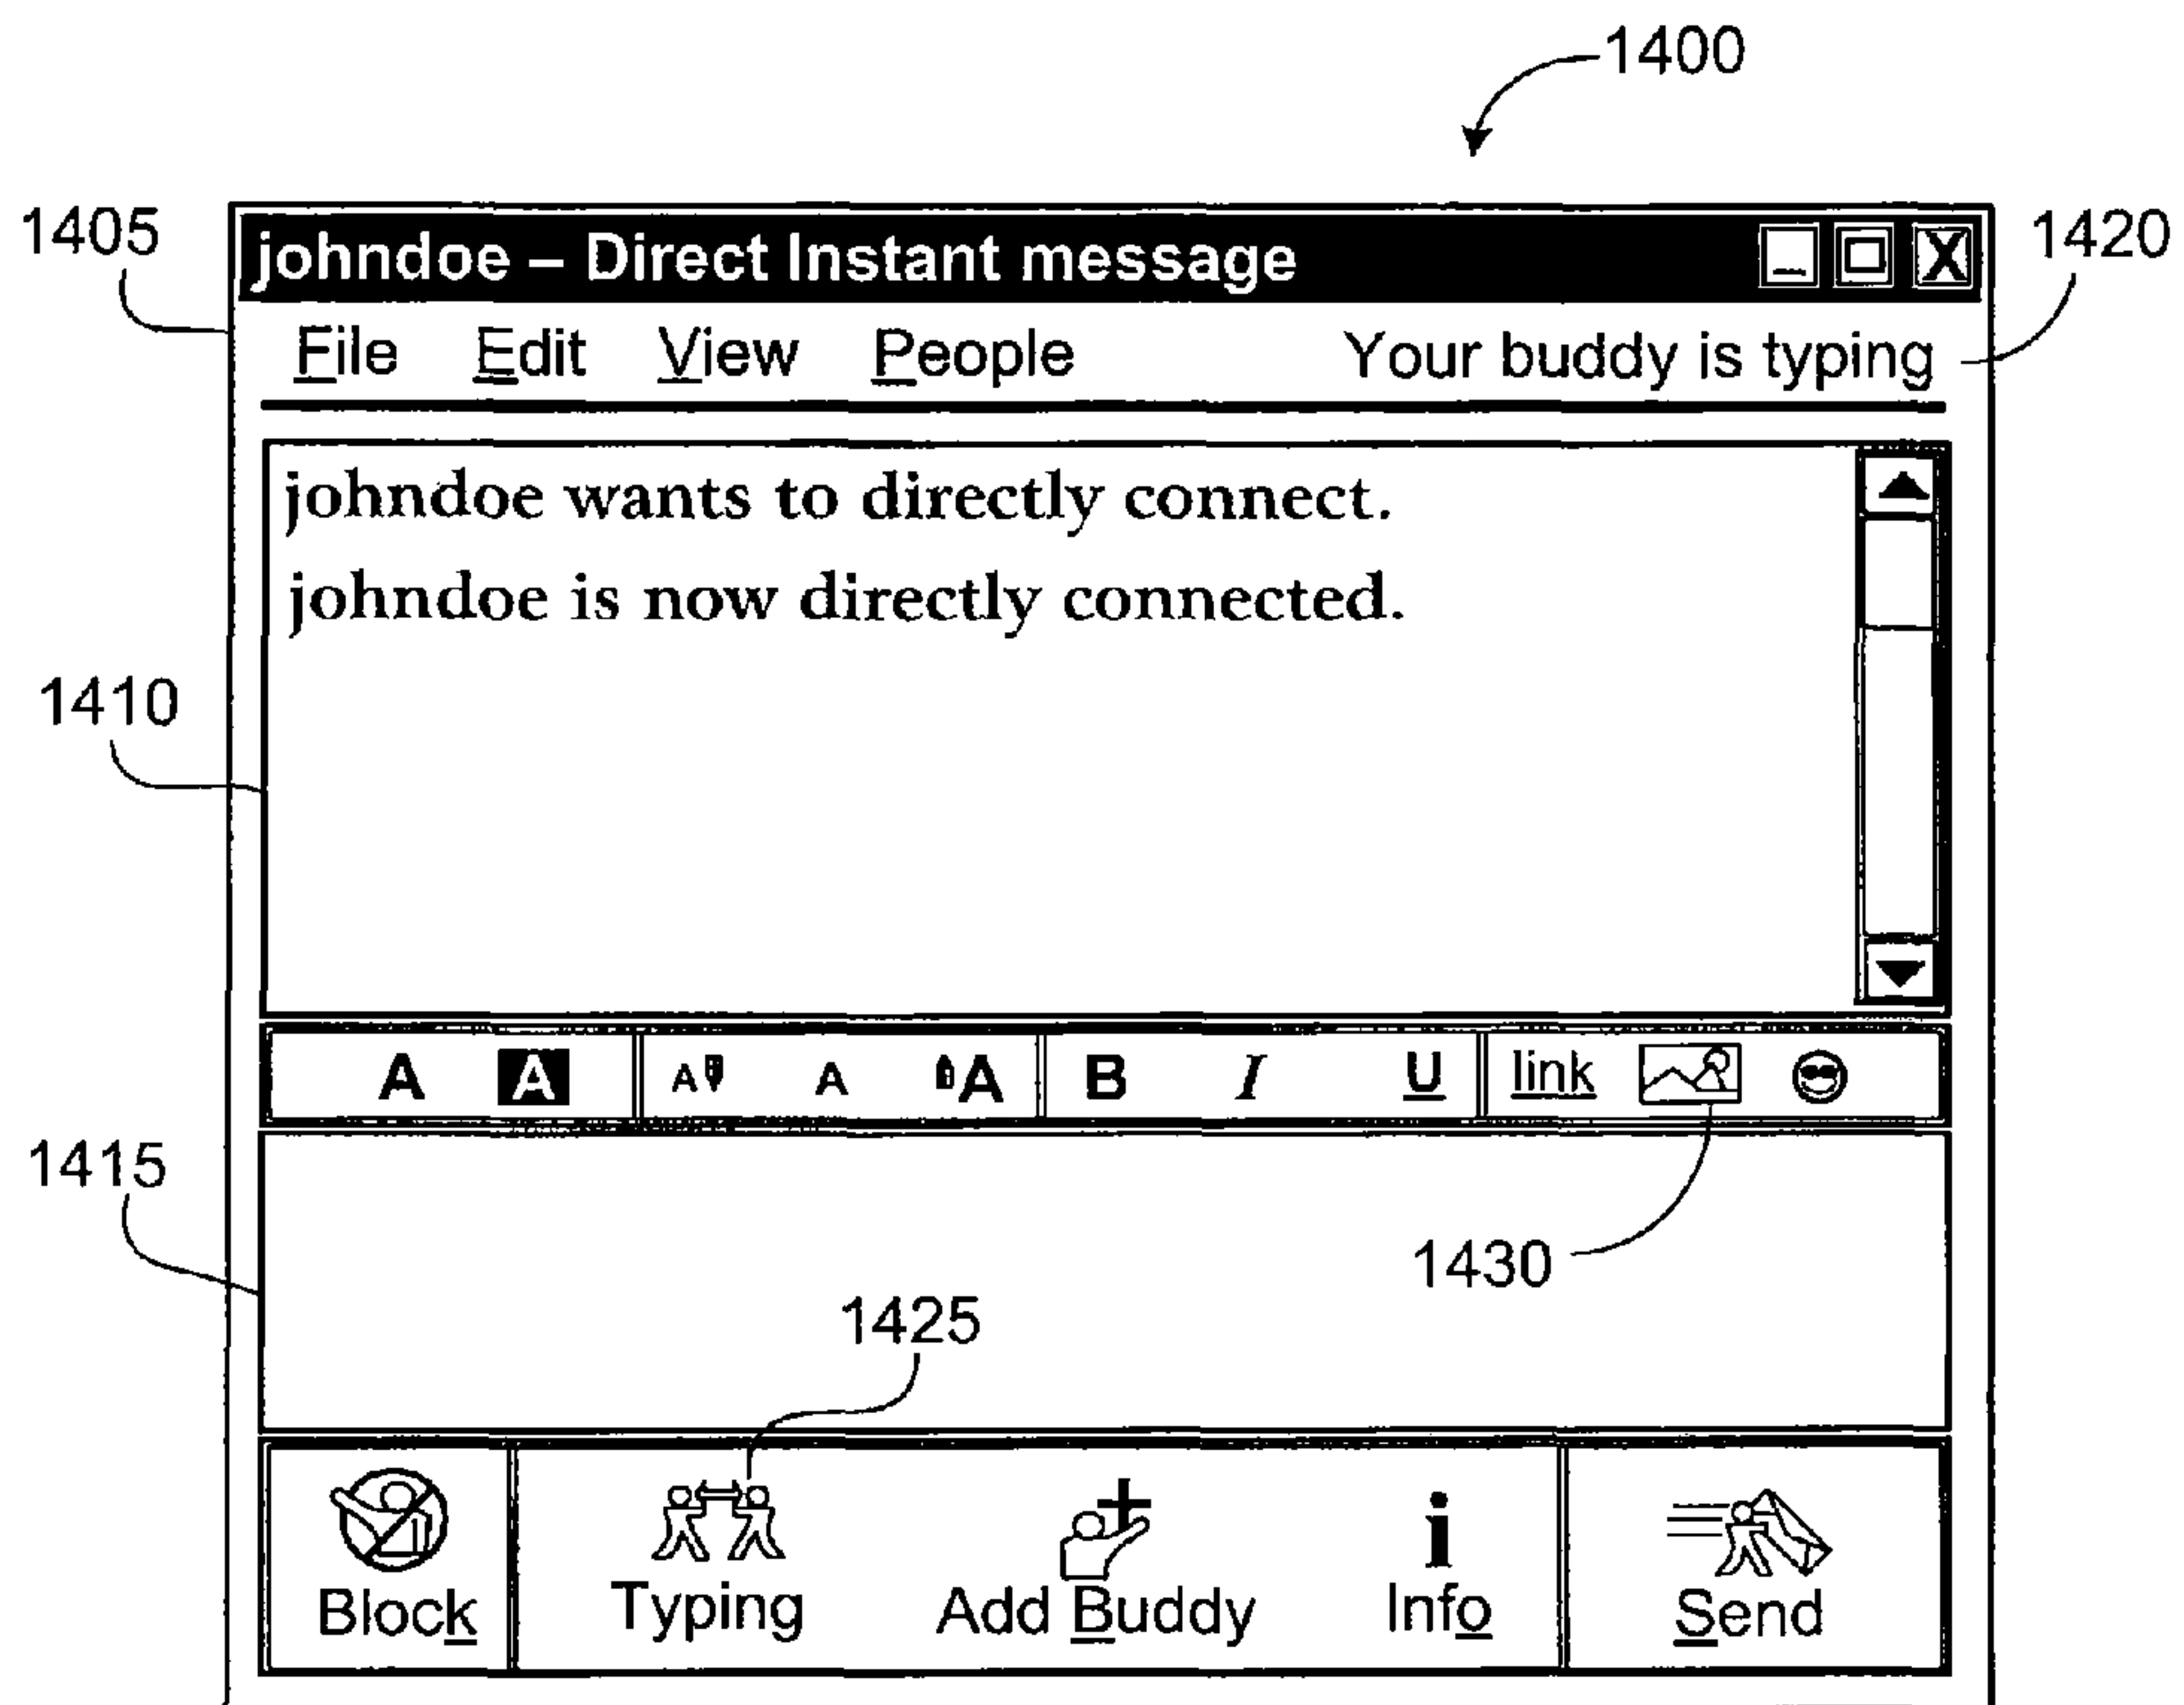 1400
1405
johndoe – Direct Instant message
1420
File Edit View People Your buddy is typing
johndoe wants to directly connect.
johndoe is now directly connected.
1410
A A A A A B I U link
1415
1430
1425
Block Typing Add Buddy Info Send